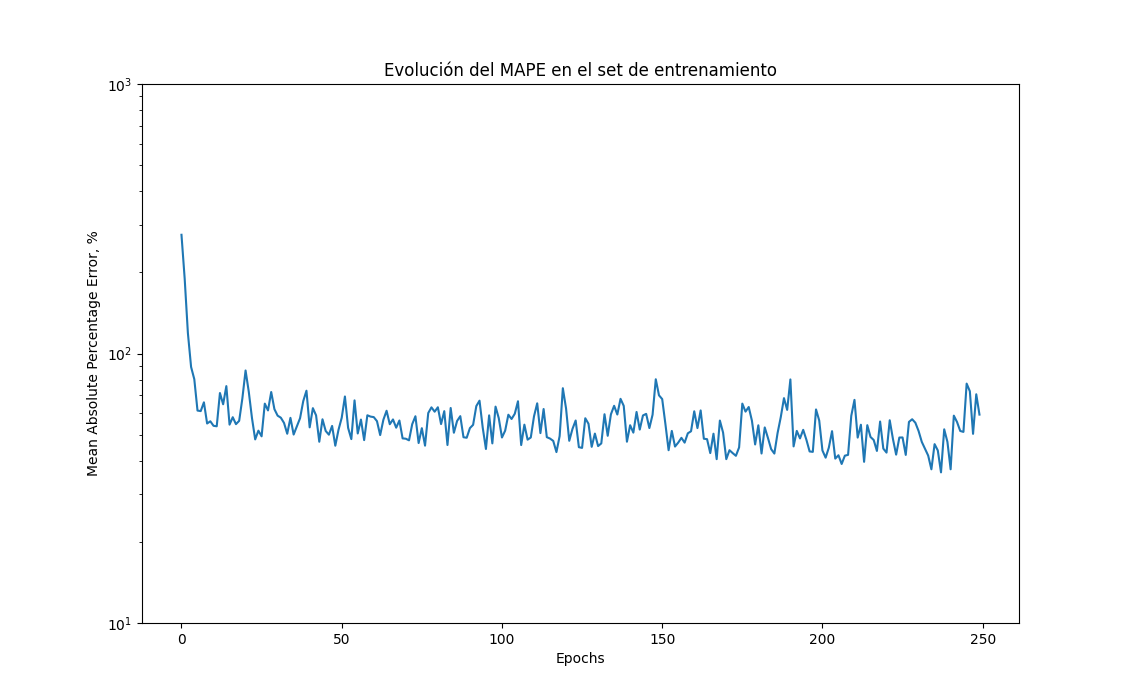 Evolución del MAPE en el set de entrenamiento
Mean Absolute Percentage Error, %
10³
10²
10¹
0 50 100 150 200 250
Epochs